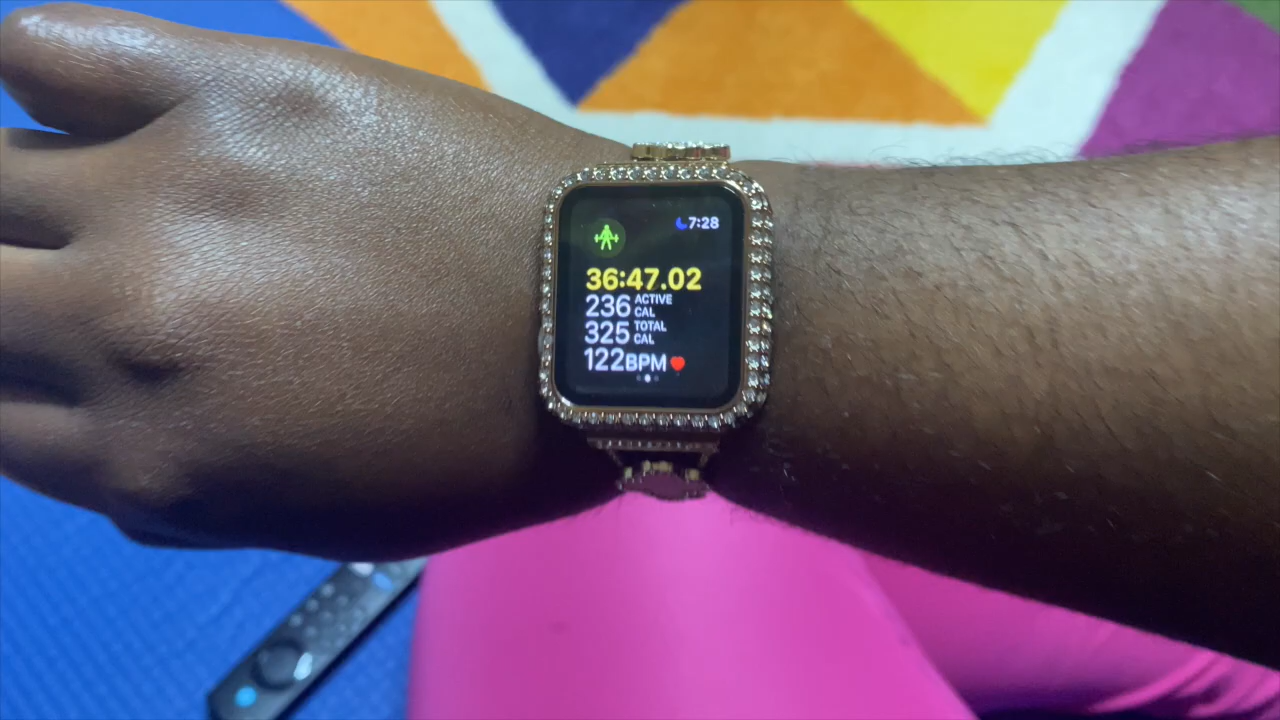 7:28
36:47.02
236 ACTIVE CAL
325 TOTAL CAL
122BPM